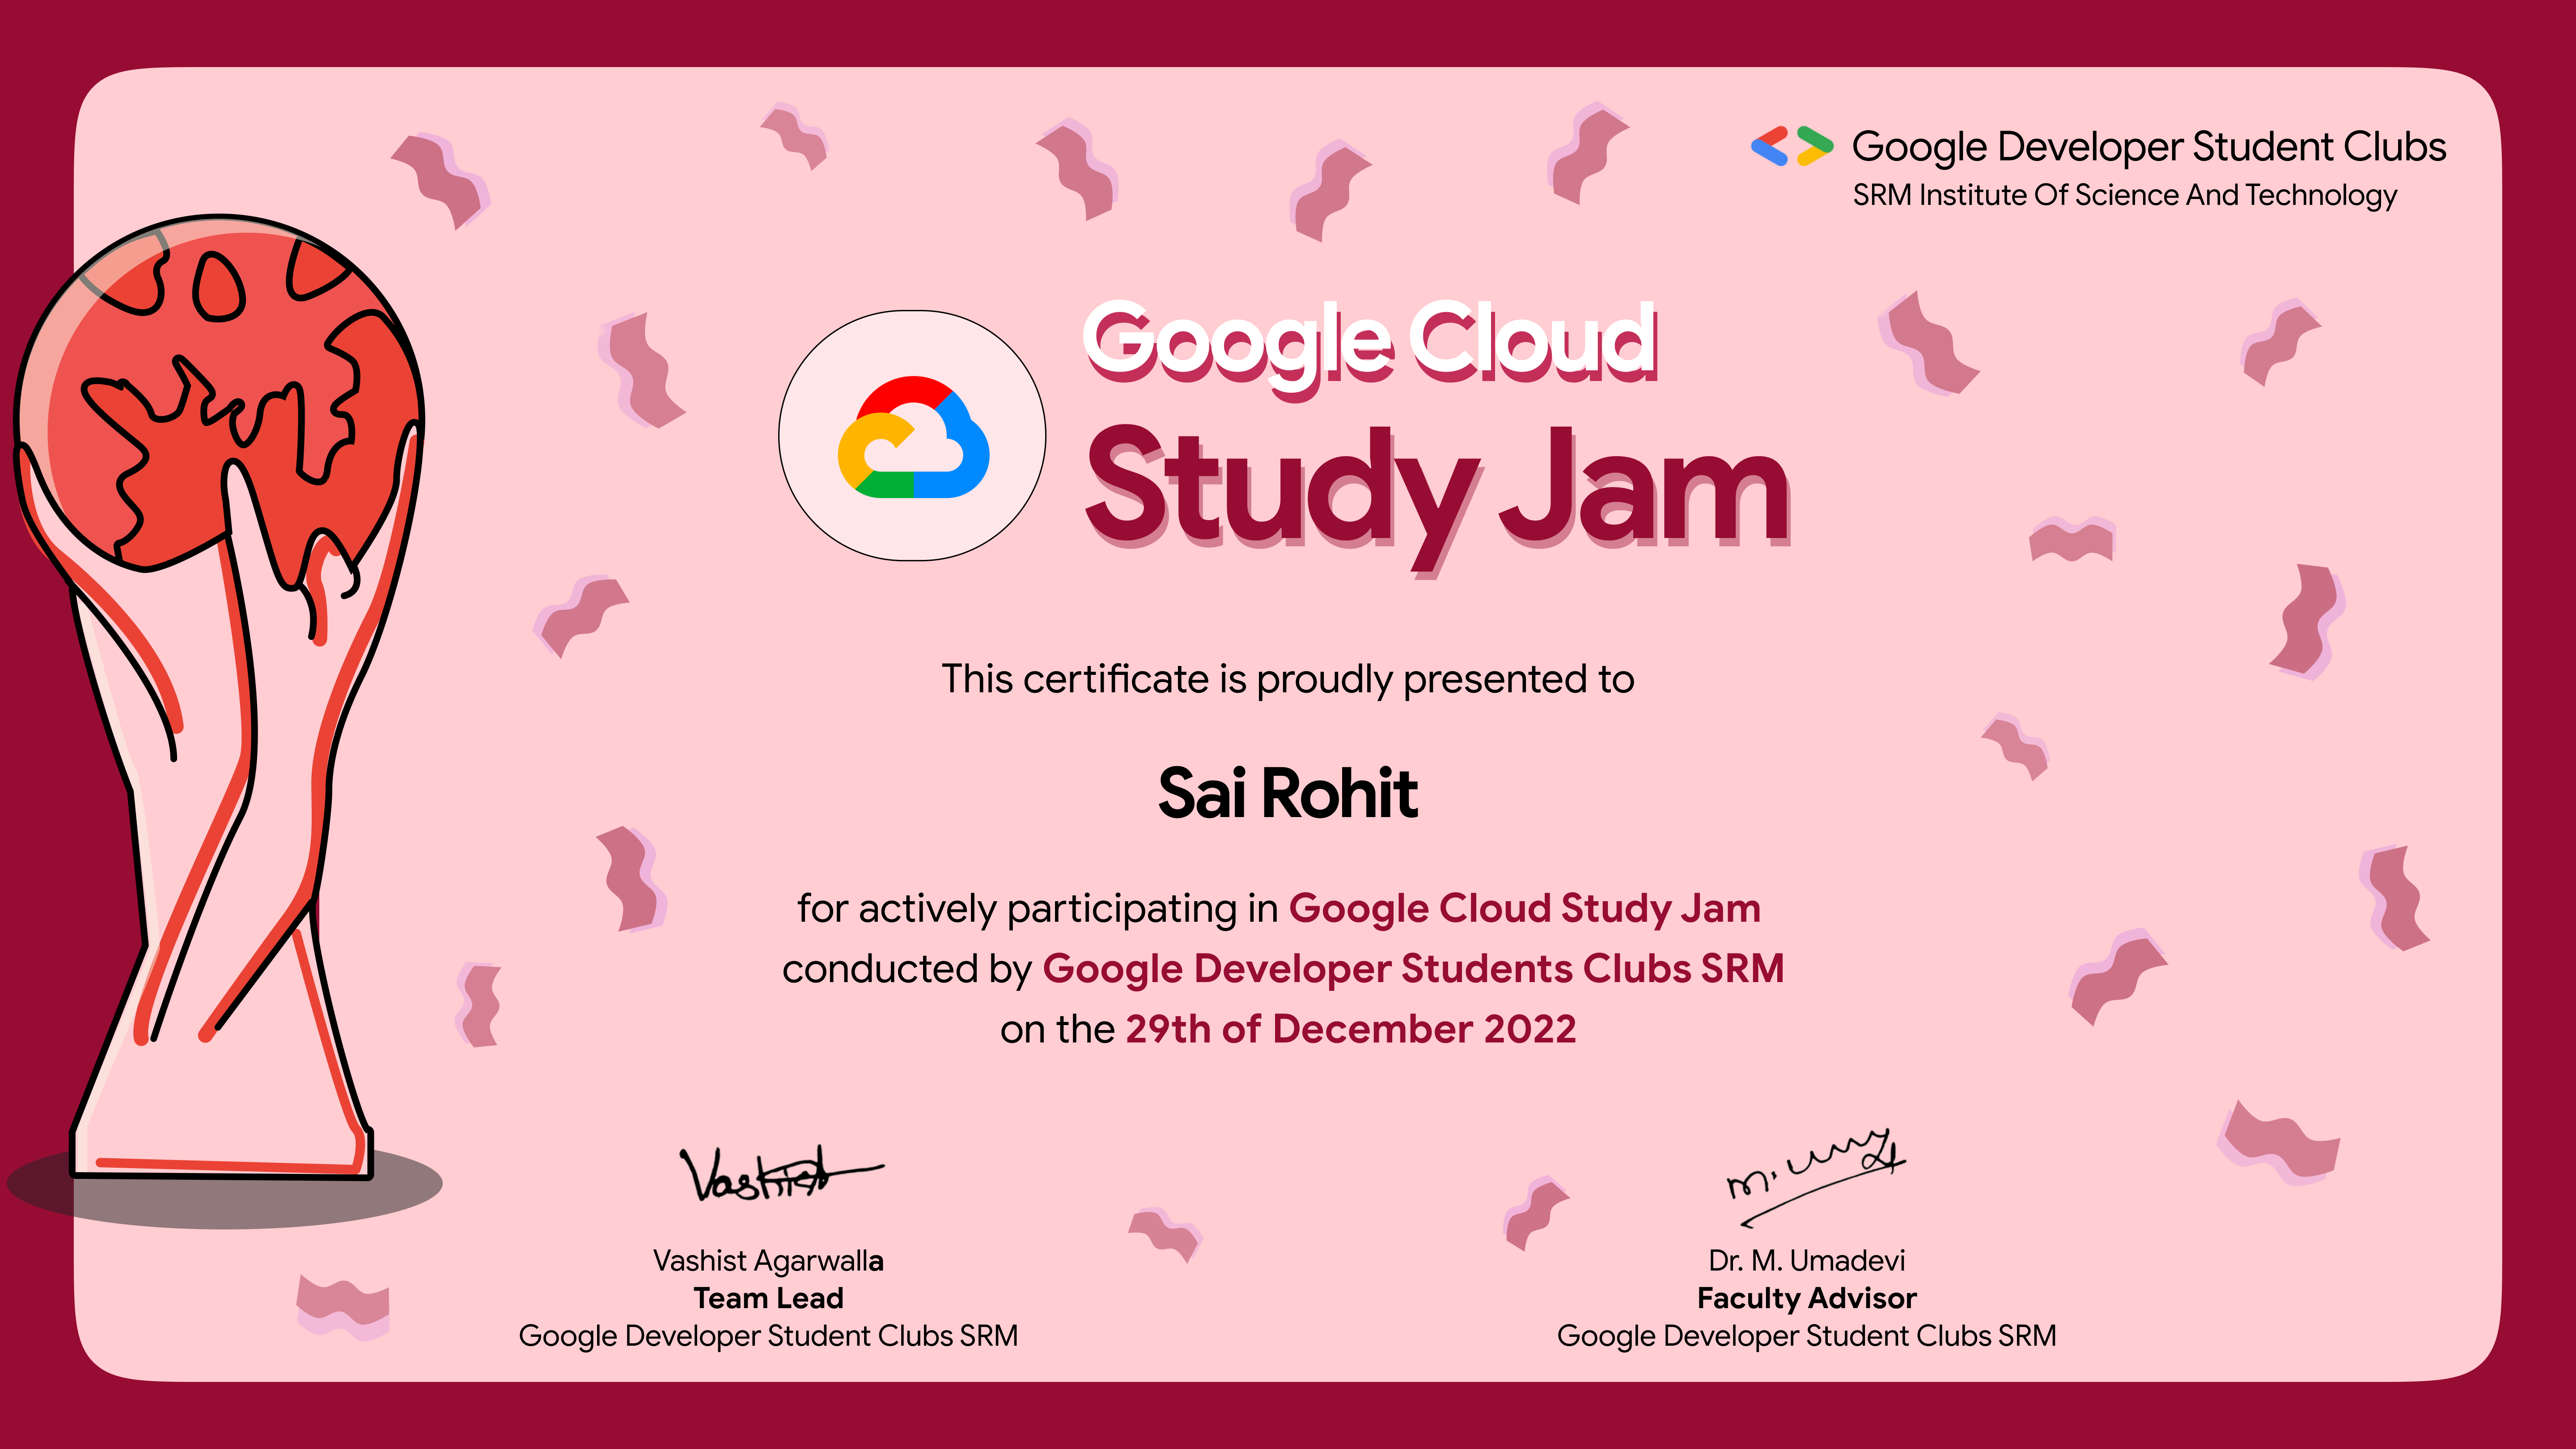 Google Developer Student Clubs
SRM Institute Of Science And Technology
Google Cloud
Study Jam
This certificate is proudly presented to
Sai Rohit
for actively participating in Google Cloud Study Jam
conducted by Google Developer Students Clubs SRM
on the 29th of December 2022
Vashist
M. Uma
Vashist Agarwalla
Team Lead
Google Developer Student Clubs SRM
Dr. M. Umadevi
Faculty Advisor
Google Developer Student Clubs SRM